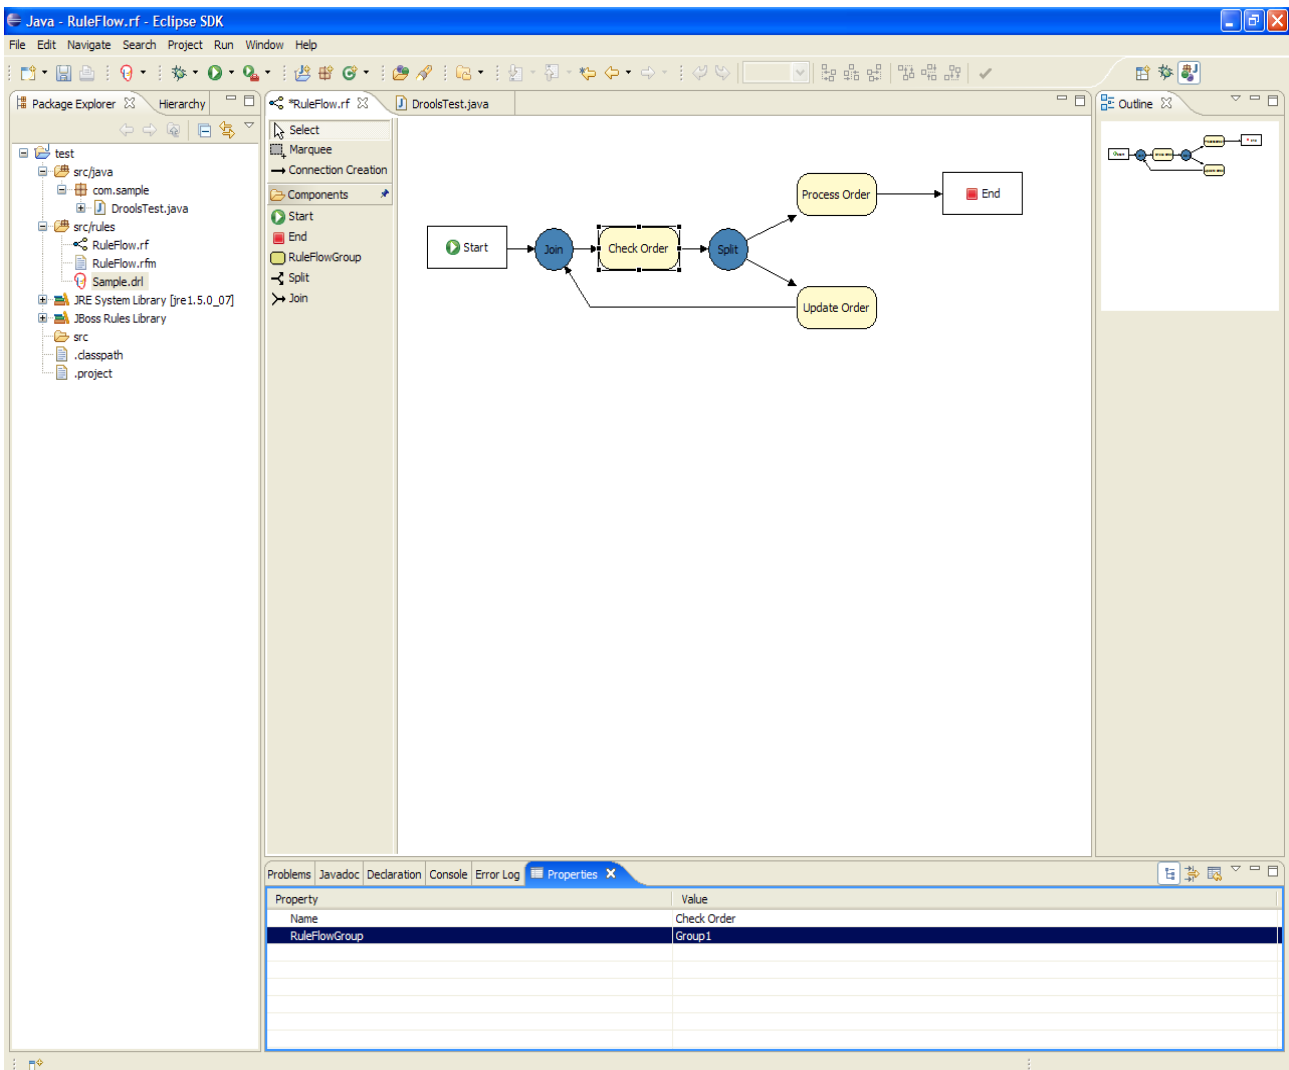 Java - RuleFlow.rf - Eclipse SDK
File Edit Navigate Search Project Run Window Help
Package Explorer Hierarchy
test
src/java
com.sample
DroolsTest.java
src/rules
RuleFlow.rf
RuleFlow.rfm
Sample.drl
JRE System Library [jre1.5.0_07]
JBoss Rules Library
src
.classpath
.project
*RuleFlow.rf DroolsTest.java
Select
Marquee
Connection Creation
Components
Start
End
RuleFlowGroup
Split
Join
Process Order End
Start Join Check Order Split
Update Order
Outline
Problems Javadoc Declaration Console Error Log Properties
Property Value
Name Check Order
RuleFlowGroup Group1